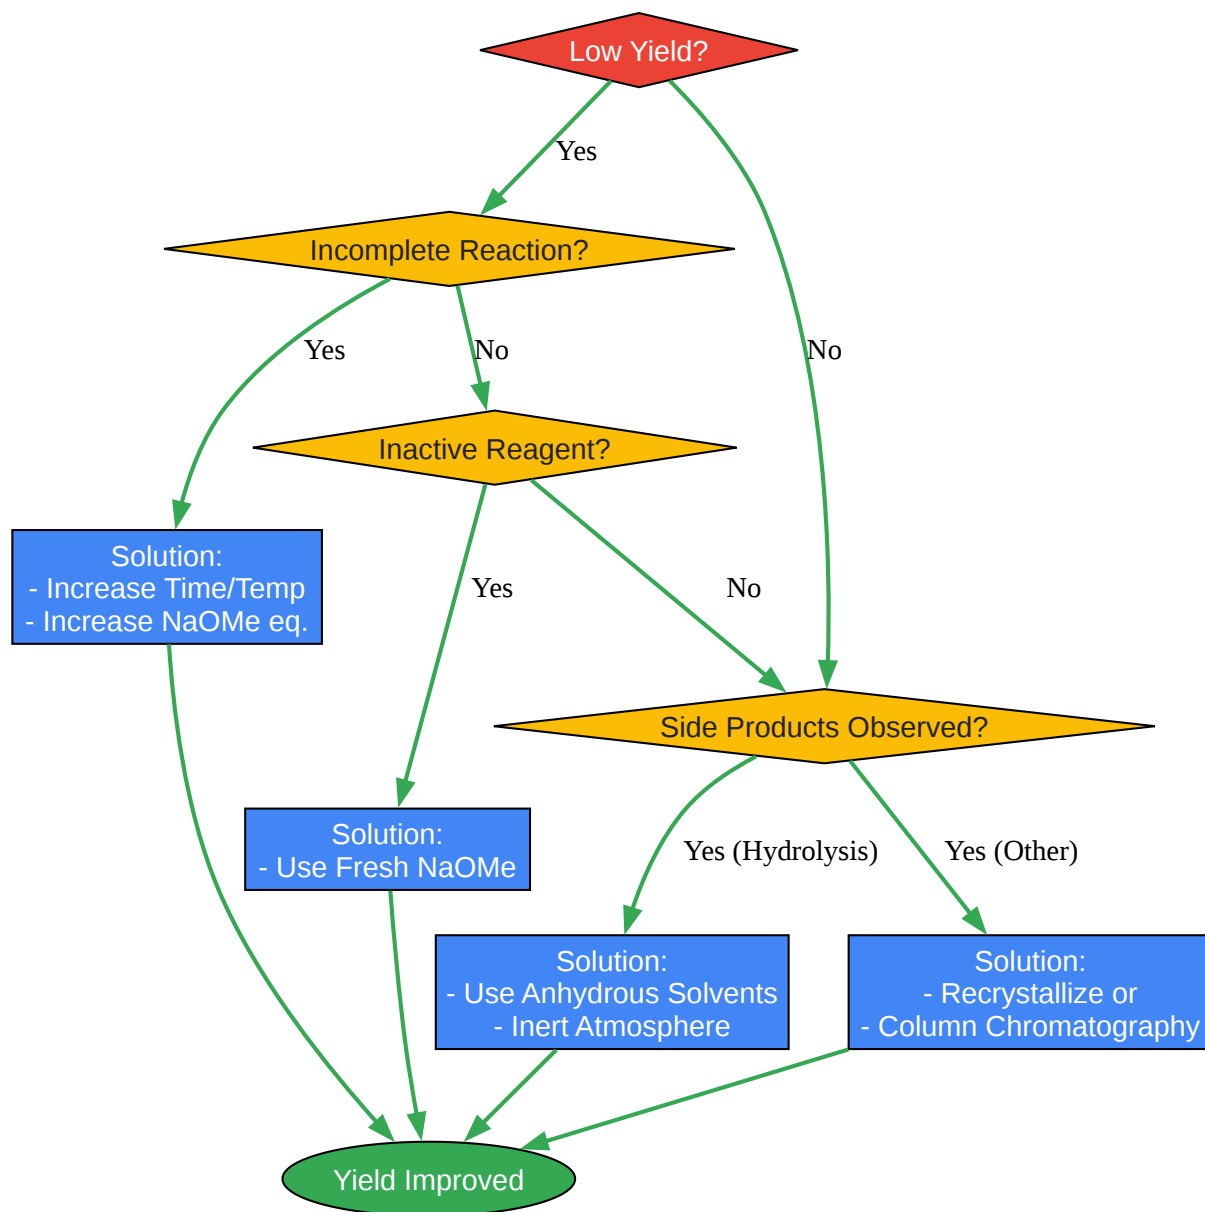 Low Yield?
Yes
Incomplete Reaction?
Yes
No
No
Inactive Reagent?
Solution:
- Increase Time/Temp
- Increase NaOMe eq.
Yes
No
Side Products Observed?
Solution:
- Use Fresh NaOMe
Yes (Hydrolysis)
Yes (Other)
Solution:
- Use Anhydrous Solvents
- Inert Atmosphere
Solution:
- Recrystallize or
- Column Chromatography
Yield Improved